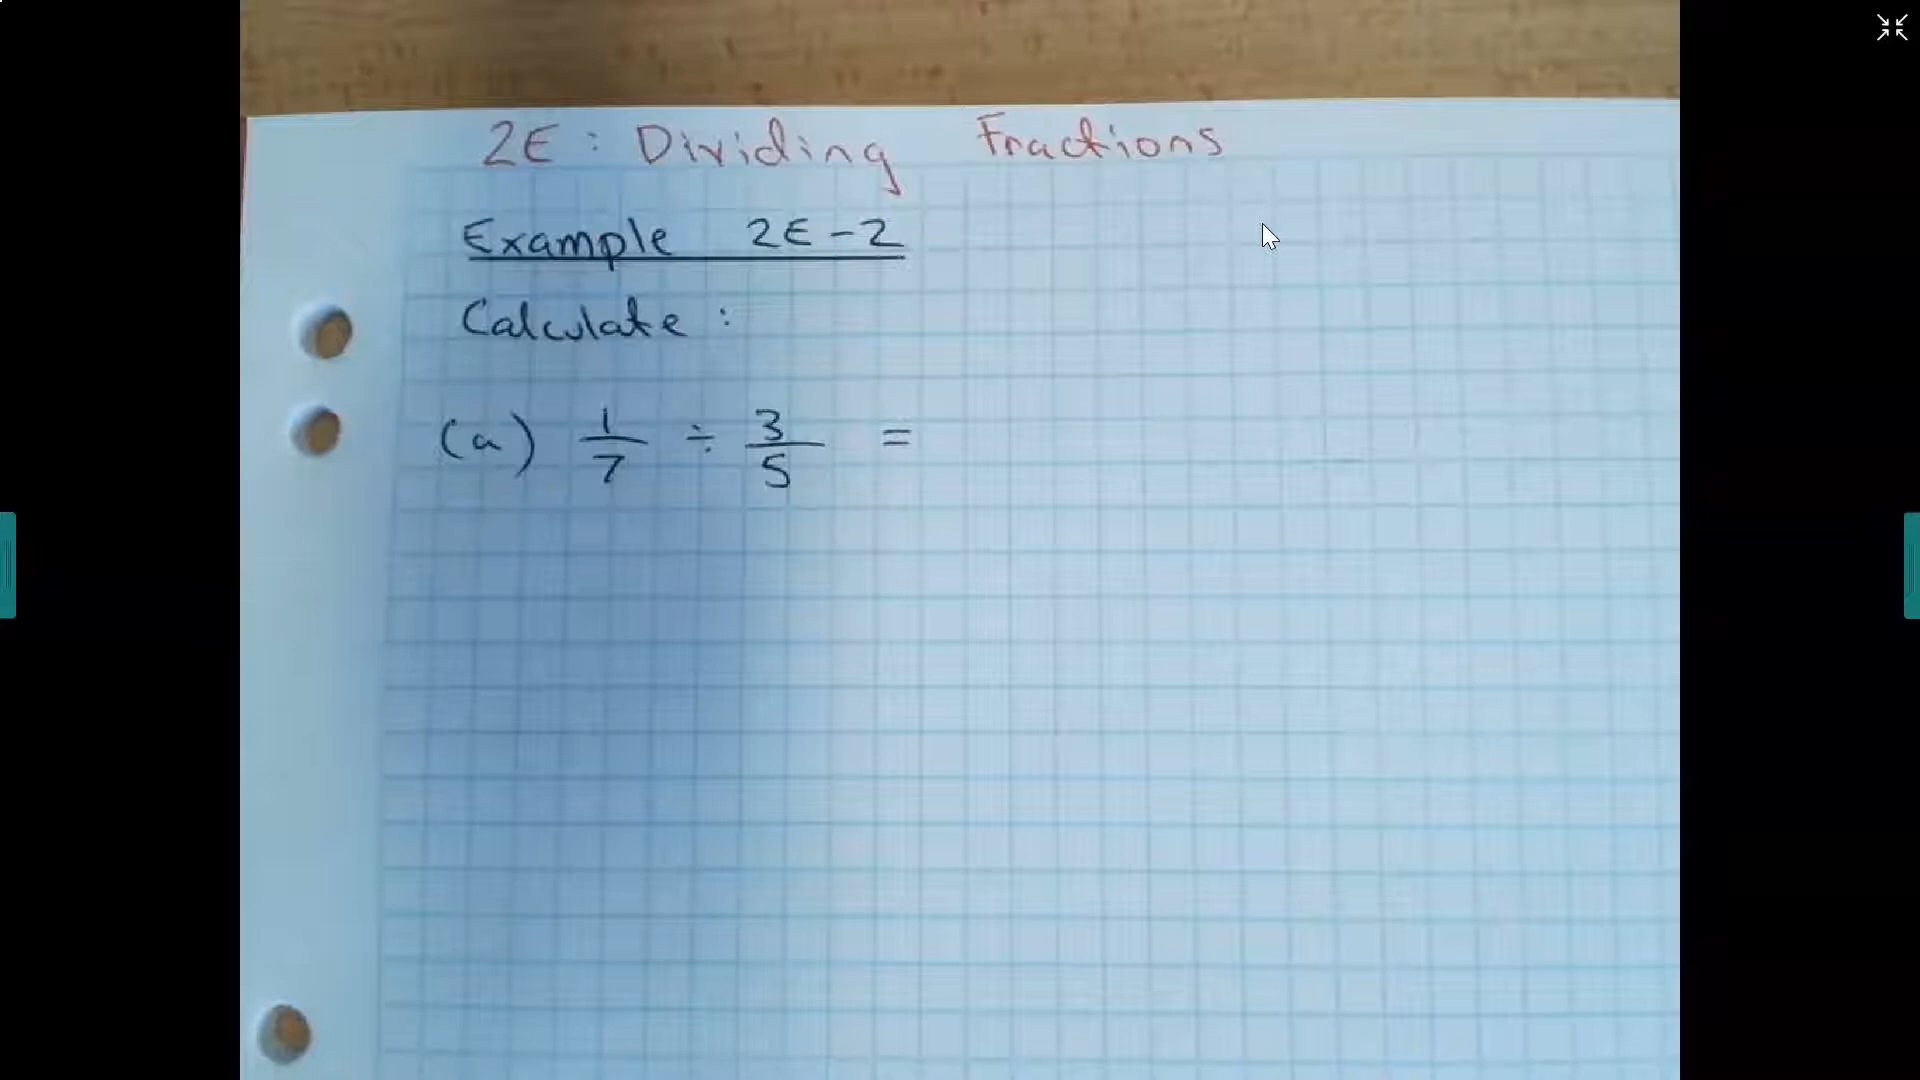 2E : Dividing Fractions
Example 2E-2
Calculate :
(a) 1/7 ÷ 3/5 =